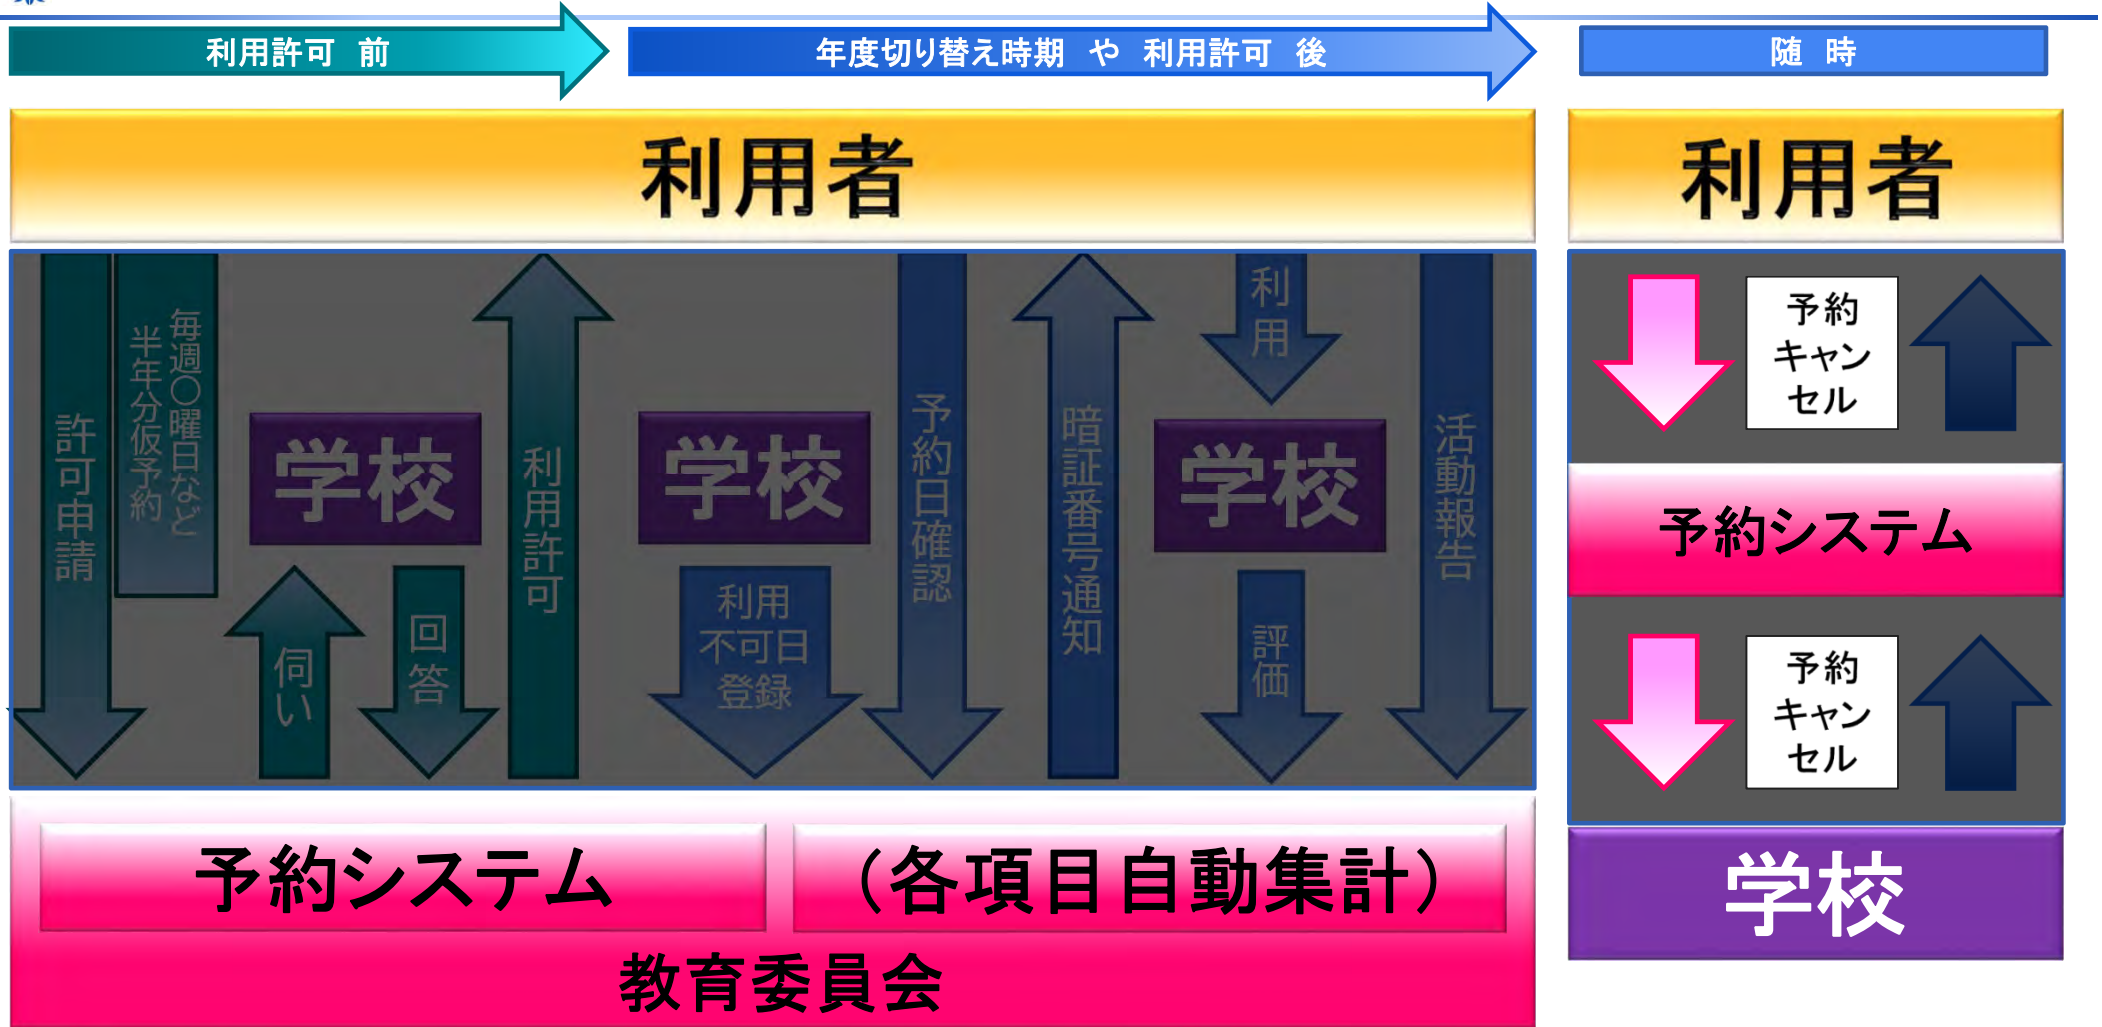 利用許可　前
年度切り替え時期　や　利用許可　後
随　時
利用者
利用者
許可申請
毎週〇曜日など
半年分仮予約
学校
伺い
回答
利用許可
学校
利用
不可日
登録
予約日確認
暗証番号通知
利用
学校
評価
活動報告
予約
キャン
セル
予約システム
予約
キャン
セル
学校
予約システム
（各項目自動集計）
教育委員会